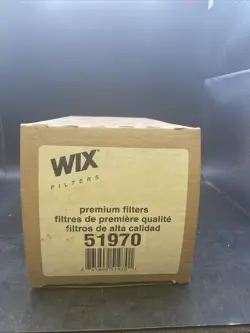 WIX®
FILTERS
premium filters
filtres de première qualité
filtros de alta calidad
51970